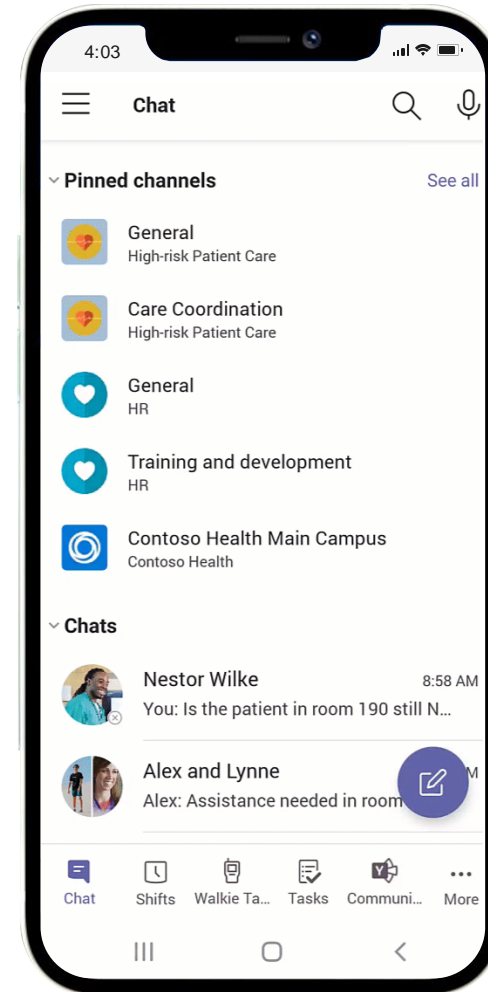 4:03
Chat
Pinned channels See all
General
High-risk Patient Care
Care Coordination
High-risk Patient Care
General
HR
Training and development
HR
Contoso Health Main Campus
Contoso Health
Chats
Nestor Wilke 8:58 AM
You: Is the patient in room 190 still N...
Alex and Lynne M
Alex: Assistance needed in room
Chat Shifts Walkie Ta... Tasks Communi... More